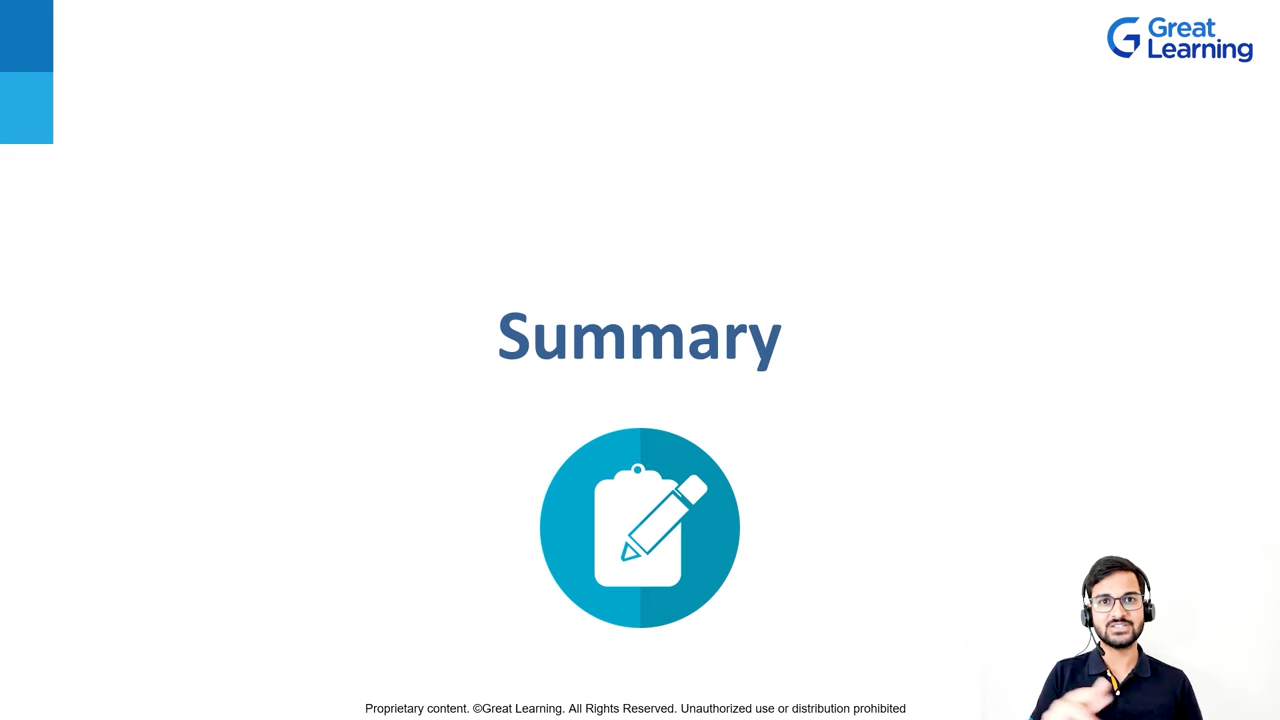 Great
Learning
Summary
Proprietary content. ©Great Learning. All Rights Reserved. Unauthorized use or distribution prohibited